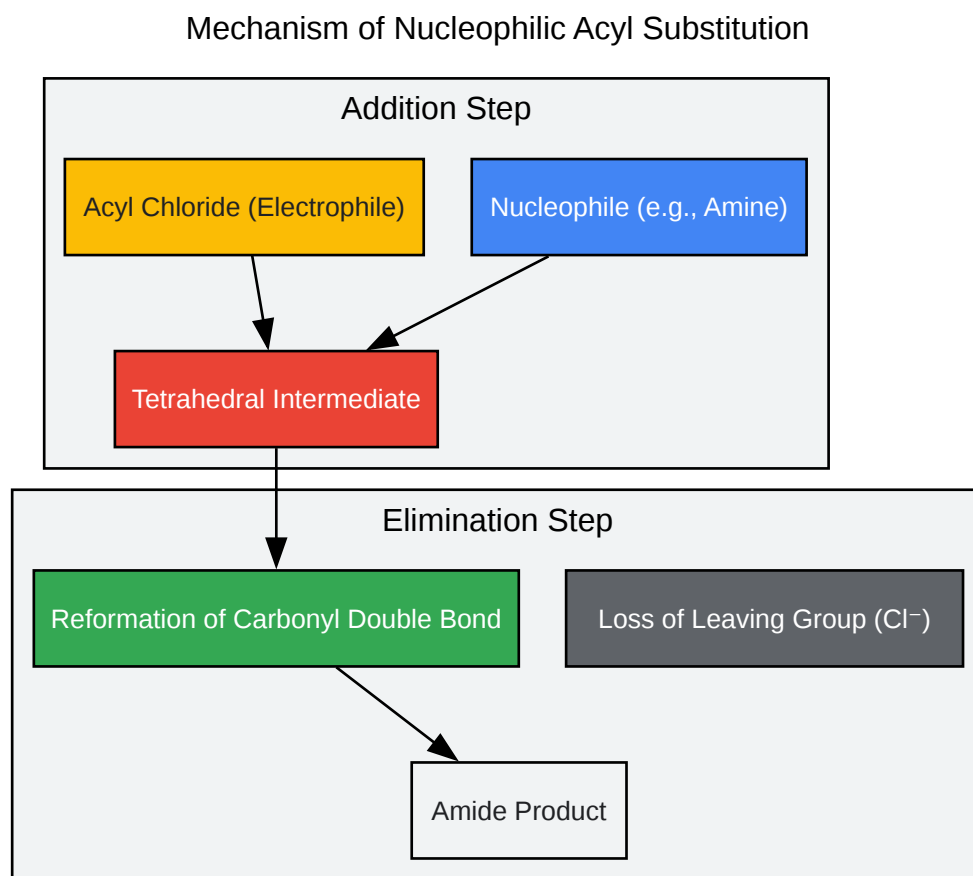 Mechanism of Nucleophilic Acyl Substitution
Addition Step
Acyl Chloride (Electrophile)
Nucleophile (e.g., Amine)
Tetrahedral Intermediate
Elimination Step
Reformation of Carbonyl Double Bond
Loss of Leaving Group (Cl⁻)
Amide Product